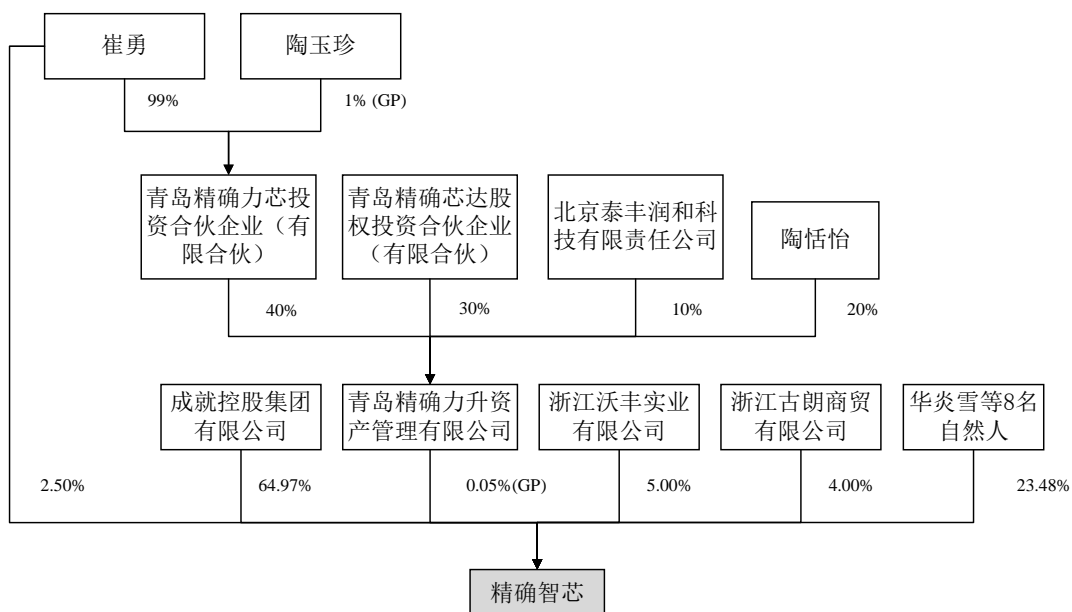 崔勇
陶玉珍
99%
1% (GP)
青岛精确力芯投
资合伙企业（有
限合伙）
青岛精确芯达股
权投资合伙企业
（有限合伙）
北京泰丰润和科
技有限责任公司
陶恬怡
40%
30%
10%
20%
成就控股集团
有限公司
青岛精确力升资
产管理有限公司
浙江沃丰实业
有限公司
浙江古朗商贸
有限公司
华炎雪等8名
自然人
2.50%
64.97%
0.05%(GP)
5.00%
4.00%
23.48%
精确智芯